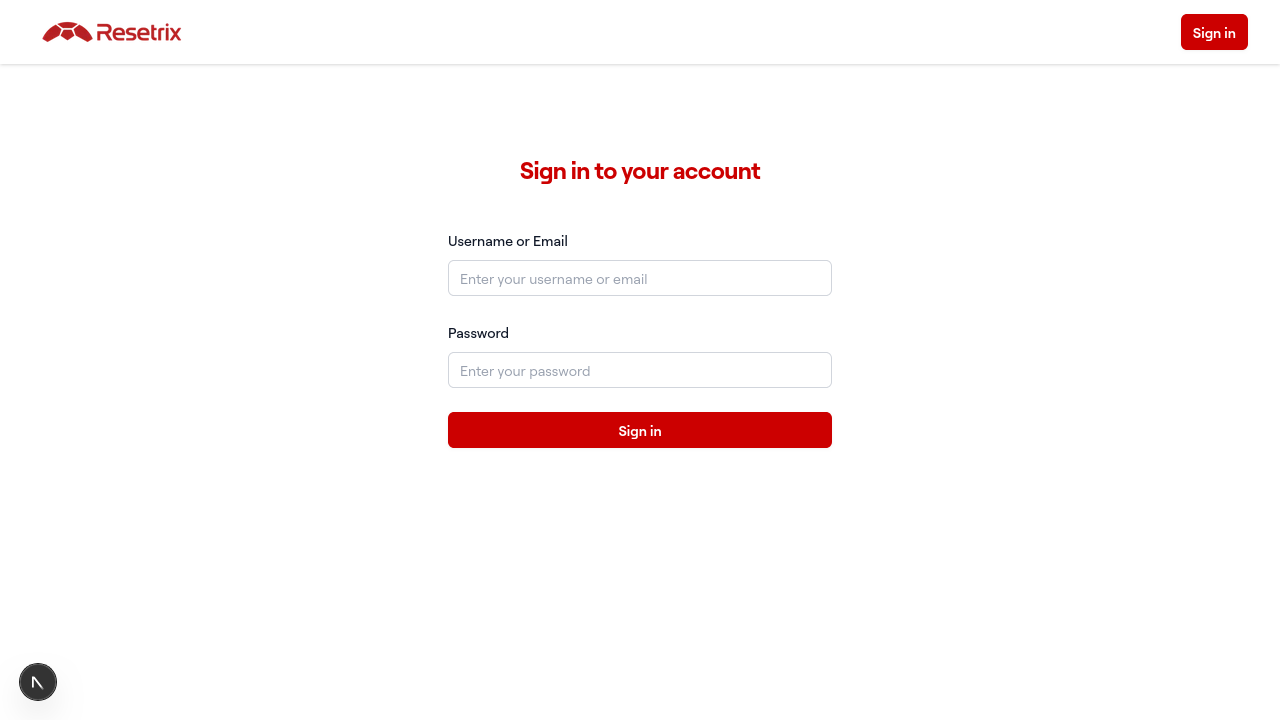 Resetrix
Sign in
Sign in to your account
Username or Email
Enter your username or email
Password
Enter your password
Sign in